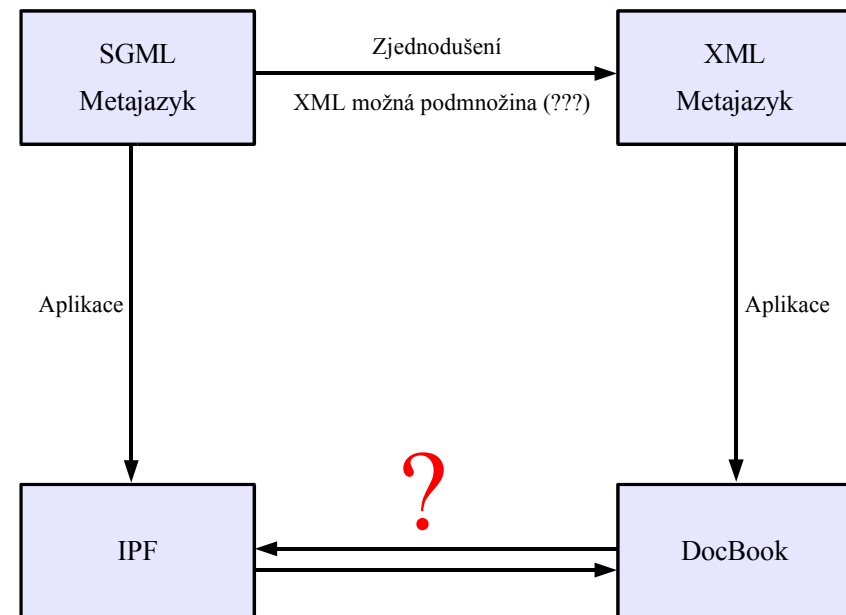 SGML
Metajazyk
Zjednodušení
XML možná podmnožina (???)
XML
Metajazyk
Aplikace
Aplikace
?
IPF
DocBook